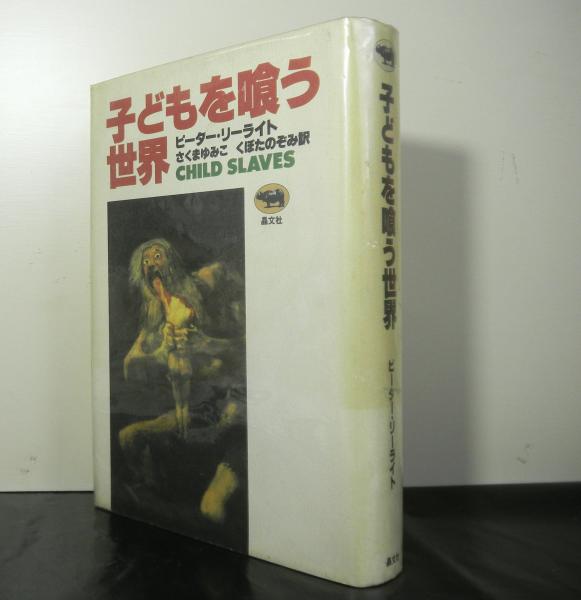 子どもを喰う
世界
ピーター・リーライト
さくまゆみこ くぼたのぞみ訳
CHILD SLAVES
晶文社
子どもを喰う世界
ピーター・リーライト
晶文社